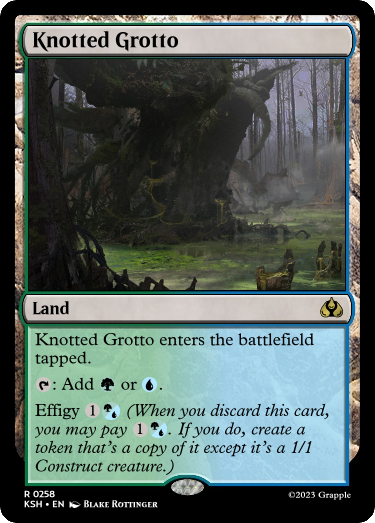 Knotted Grotto
Land
Knotted Grotto enters the battlefield
tapped.
: Add or .
Effigy 1 (When you discard this card,
you may pay 1 . If you do, create a
token that's a copy of it except it's a 1/1
Construct creature.)
R 0258
KSH • EN Blake Rottinger
©2023 Grapple